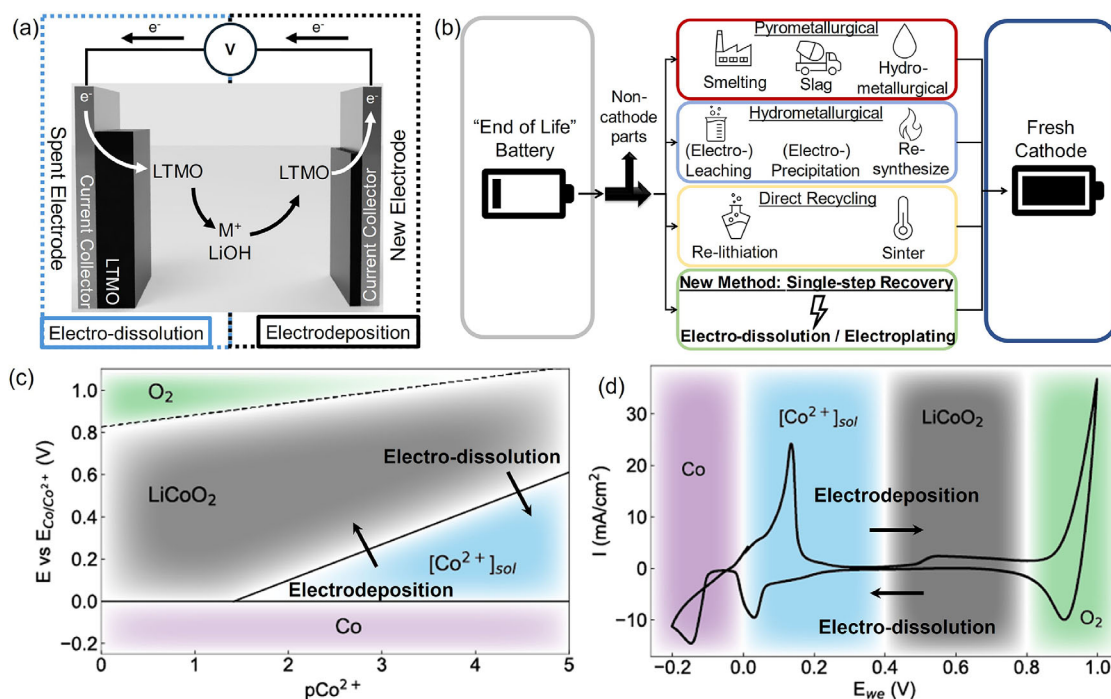 (a)
e-
e-
V
e-
e-
Spent Electrode
Current Collector
LTMO
LTMO
LTMO
M+
LiOH
Current Collector
New Electrode
Electro-dissolution
Electrodeposition
(b)
"End of Life"
Battery
Non-
cathode
parts
Pyrometallurgical
Smelting
Slag
Hydro-
metallurgical
Hydrometallurgical
(Electro-)
Leaching
(Electro-)
Precipitation
Re-
synthesize
Direct Recycling
Re-lithiation
Sinter
New Method: Single-step Recovery
Electro-dissolution / Electroplating
Fresh
Cathode
(c)
E vs E_Co/Co²⁺ (V)
1.0
0.8
0.6
0.4
0.2
0.0
−0.2
O₂
LiCoO₂
Electro-dissolution
Electrodeposition
[Co²⁺]sol
Co
0
1
2
3
4
5
pCo²⁺
(d)
I (mA/cm²)
30
20
10
0
−10
Co
[Co²⁺]sol
LiCoO₂
Electrodeposition
Electro-dissolution
O₂
−0.2
0.0
0.2
0.4
0.6
0.8
1.0
E_we (V)